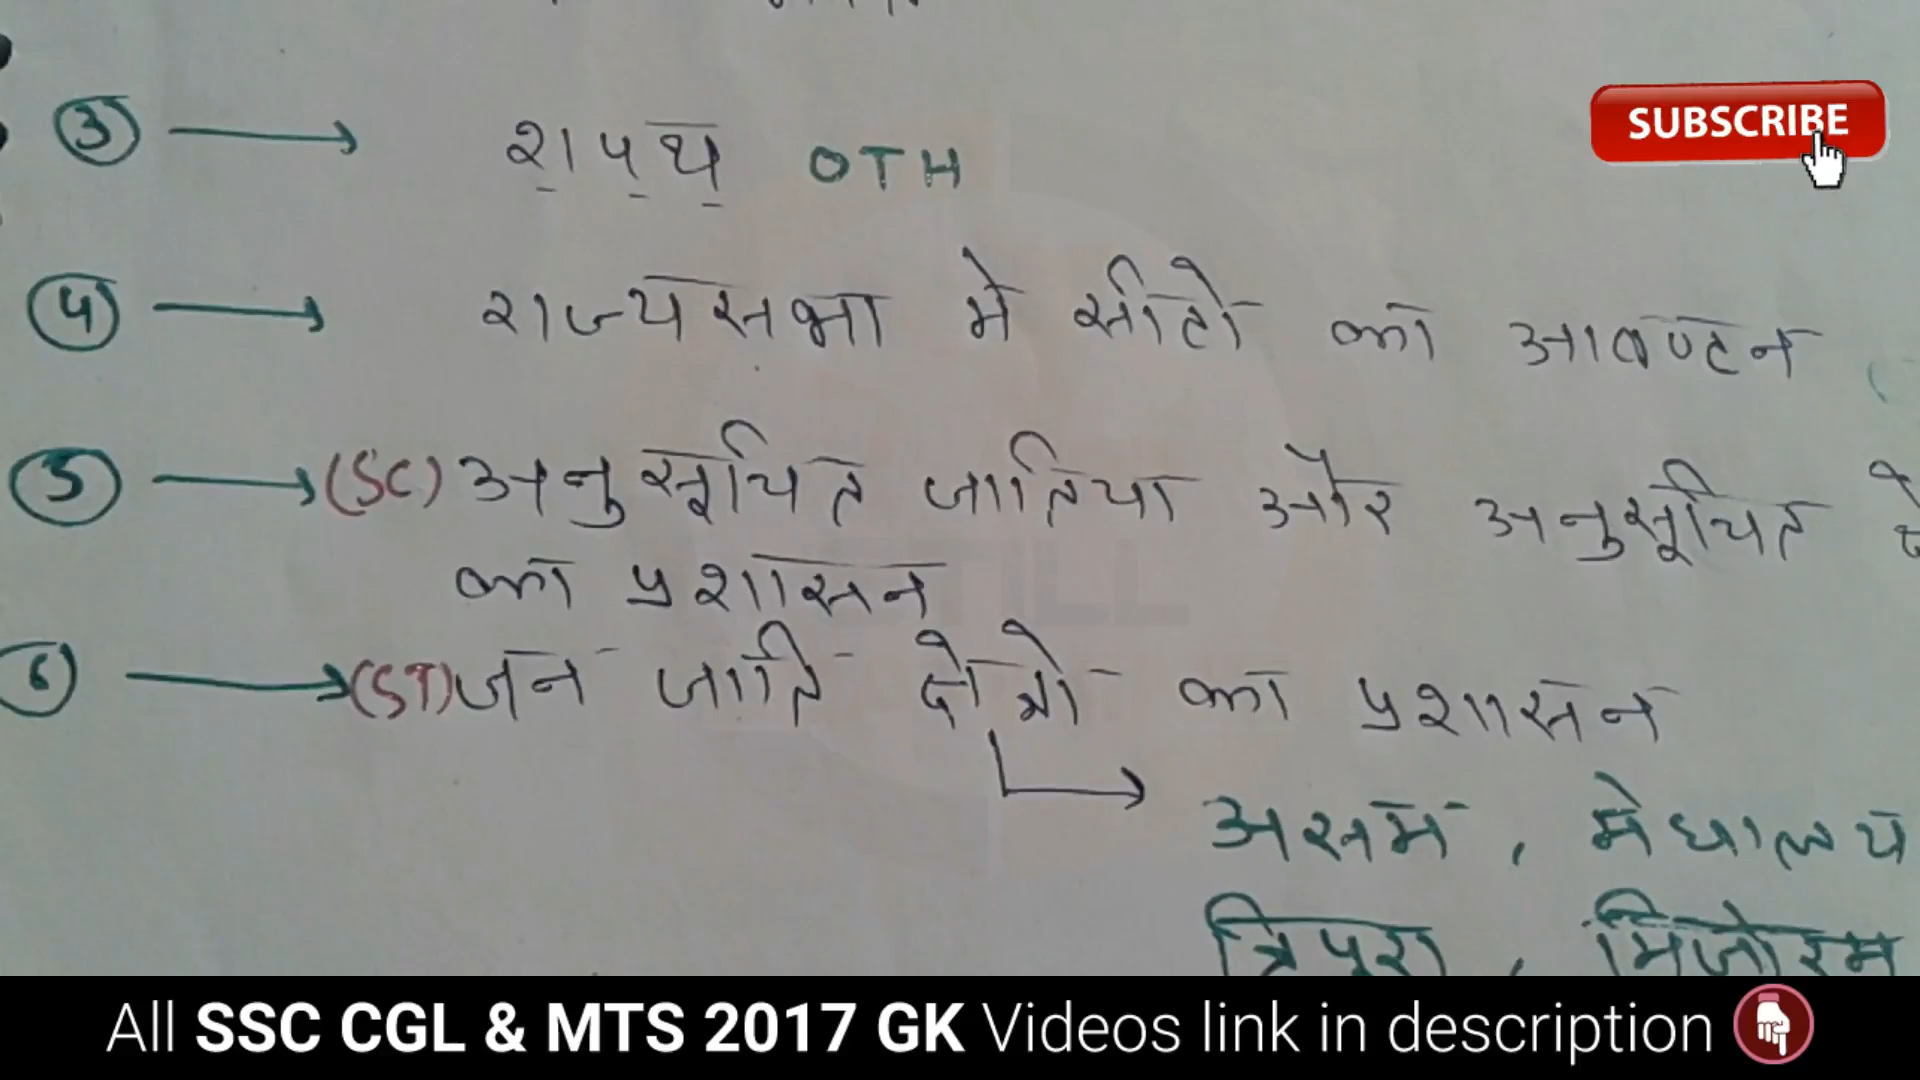 ③ → शपथ OTH
SUBSCRIBE
④ → राज्यसभा मे सीटो का आवण्टन
⑤ → (SC) अनुसूचित जातिया और अनुसूचित
का प्रशासन
⑥ → (ST) जन जाति क्षेत्रो का प्रशासन
असम , मेघालय
त्रिपुरा , मिजोरम
All SSC CGL & MTS 2017 GK Videos link in description